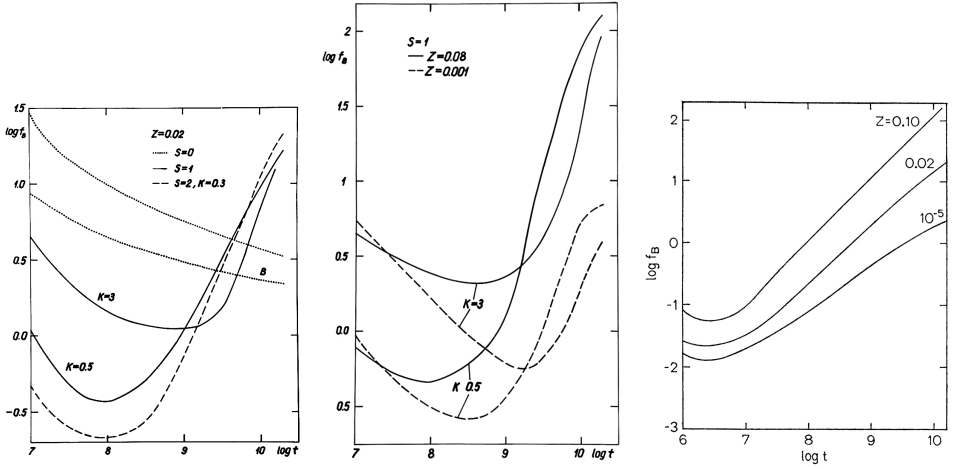 1.5
log f_B
1.0
0.5
0.0
-0.5
7
8
9
10
log t
Z=0.02
S=0
S=1
S=2, K=0.3
B
K=3
K=0.5
2
log f_B
1.5
1
0.5
0.0
0.5
7
8
9
10
log t
S=1
Z=0.08
Z=0.001
K=3
K 0.5
2
1
0
log f_B
-1
-2
-3
6
7
8
9
10
log t
Z=0.10
0.02
10^-5